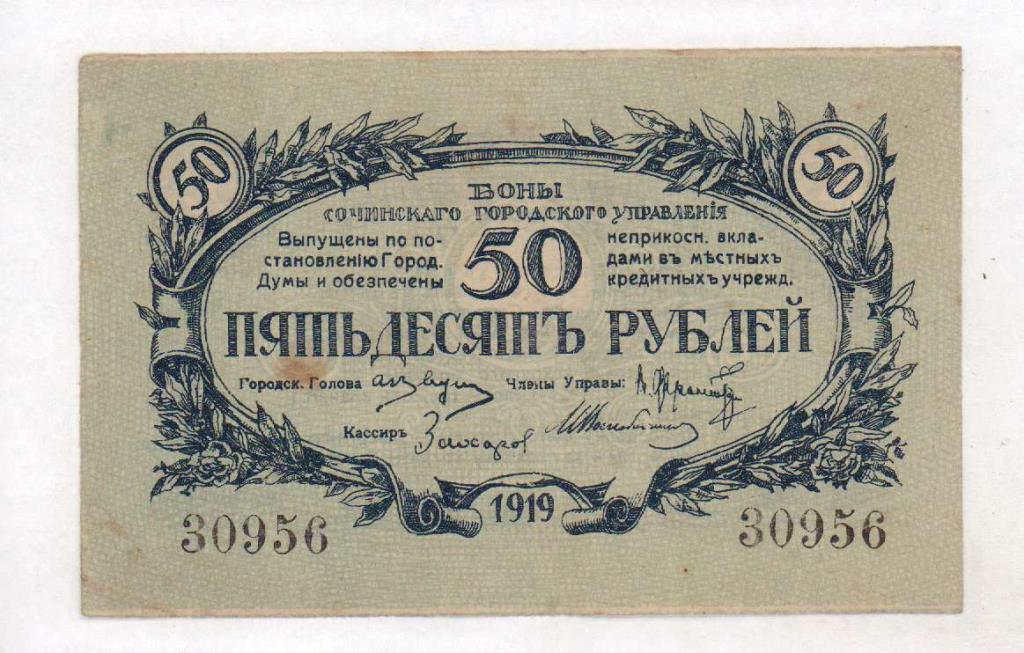 50 50
БОНЫ
СОЧИНСКАГО ГОРОДСКОГО УПРАВЛЕНІЯ
Выпущены по по-
становленію Город.
Думы и обезпечены
50
неприкосн. вкла-
дами въ мѣстныхъ
кредитныхъ учрежд.
ПЯТЬДЕСЯТЪ РУБЛЕЙ
Городск. Голова Члены Управы:
Кассиръ Захаров
1919
30956 30956